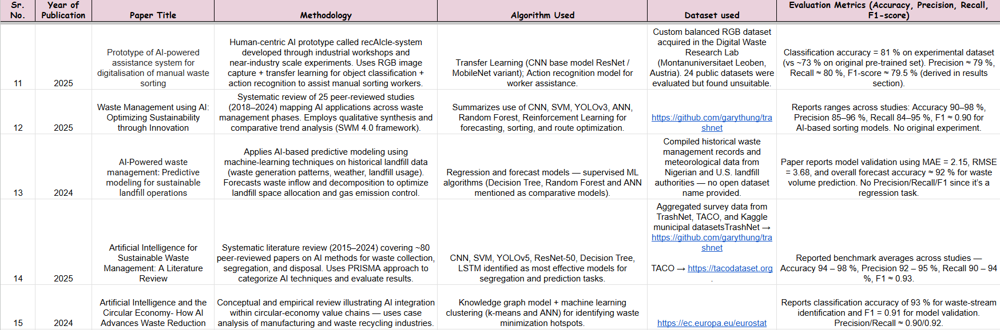 Sr. No.
Year of Publication
Paper Title
Methodology
Algorithm Used
Dataset used
Evaluation Metrics (Accuracy, Precision, Recall,
F1-score)
11
2025
Prototype of AI-powered
assistance system for
digitalisation of manual waste
sorting
Human-centric AI prototype called recAIcle-system
developed through industrial workshops and
near-industry scale experiments. Uses RGB image
capture + transfer learning for object classification +
action recognition to assist manual sorting workers.
Transfer Learning (CNN base model ResNet /
MobileNet variant); Action recognition model for
worker assistance.
Custom balanced RGB dataset
acquired in the Digital Waste
Research Lab
(Montanuniversitaet Leoben,
Austria). 24 public datasets were
evaluated but found unsuitable.
Classification accuracy = 81 % on experimental dataset
(vs ~73 % on original pre-trained set). Precision ≈ 79 %,
Recall ≈ 80 %, F1-score ≈ 79.5 % (derived in results
section).
12
2025
Waste Management using AI:
Optimizing Sustainability
through Innovation
Systematic review of 25 peer-reviewed studies
(2018–2024) mapping AI applications across waste
management phases. Employs qualitative synthesis and
comparative trend analysis (SWM 4.0 framework).
Summarizes use of CNN, SVM, YOLOv3, ANN,
Random Forest, Reinforcement Learning for
forecasting, sorting, and route optimization.
https://github.com/garythung/tra
shnet
Reports ranges across studies: Accuracy 90–98 %,
Precision 85–96 %, Recall 84–95 %, F1 ≈ 0.90 for
AI-based sorting models. No original experiment.
13
2024
AI-Powered waste
management: Predictive
modeling for sustainable
landfill operations
Applies AI-based predictive modeling using
machine-learning techniques on historical landfill data
(waste generation patterns, weather, landfill usage).
Forecasts waste inflow and decomposition to optimize
landfill space allocation and gas emission control.
Regression and forecast models — supervised ML
algorithms (Decision Tree, Random Forest and ANN
mentioned as comparative models).
Compiled historical waste
management records and
meteorological data from
Nigerian and U.S. landfill
authorities — no open dataset
name provided.
Paper reports model validation using MAE = 2.15, RMSE
= 3.68, and overall forecast accuracy ≈ 92 % for waste
volume prediction. No Precision/Recall/F1 since it's a
regression task.
14
2025
Artificial Intelligence for
Sustainable Waste
Management: A Literature
Review
Systematic literature review (2015–2024) covering ~80
peer-reviewed papers on AI methods for waste collection,
segregation, and disposal. Uses PRISMA approach to
categorize AI techniques and evaluate results.
CNN, SVM, YOLOv5, ResNet-50, Decision Tree,
LSTM identified as most effective models for
segregation and prediction tasks.
Aggregated survey data from
TrashNet, TACO, and Kaggle
municipal datasetsTrashNet →
https://github.com/garythung/tra
shnet
TACO → https://tacodataset.org
.
Reported benchmark averages across studies —
Accuracy 94 – 98 %, Precision 92 – 95 %, Recall 90 – 94
%, F1 ≈ 0.93.
15
2024
Artificial Intelligence and the
Circular Economy- How AI
Advances Waste Reduction
Conceptual and empirical review illustrating AI integration
within circular-economy value chains — uses case
analysis of manufacturing and waste recycling industries.
Knowledge graph model + machine learning
clustering (k-means and ANN) for identifying waste
minimization hotspots.
https://ec.europa.eu/eurostat
Reports classification accuracy of 93 % for waste-stream
identification and F1 = 0.91 for model validation.
Precision/Recall ≈ 0.90/0.92.